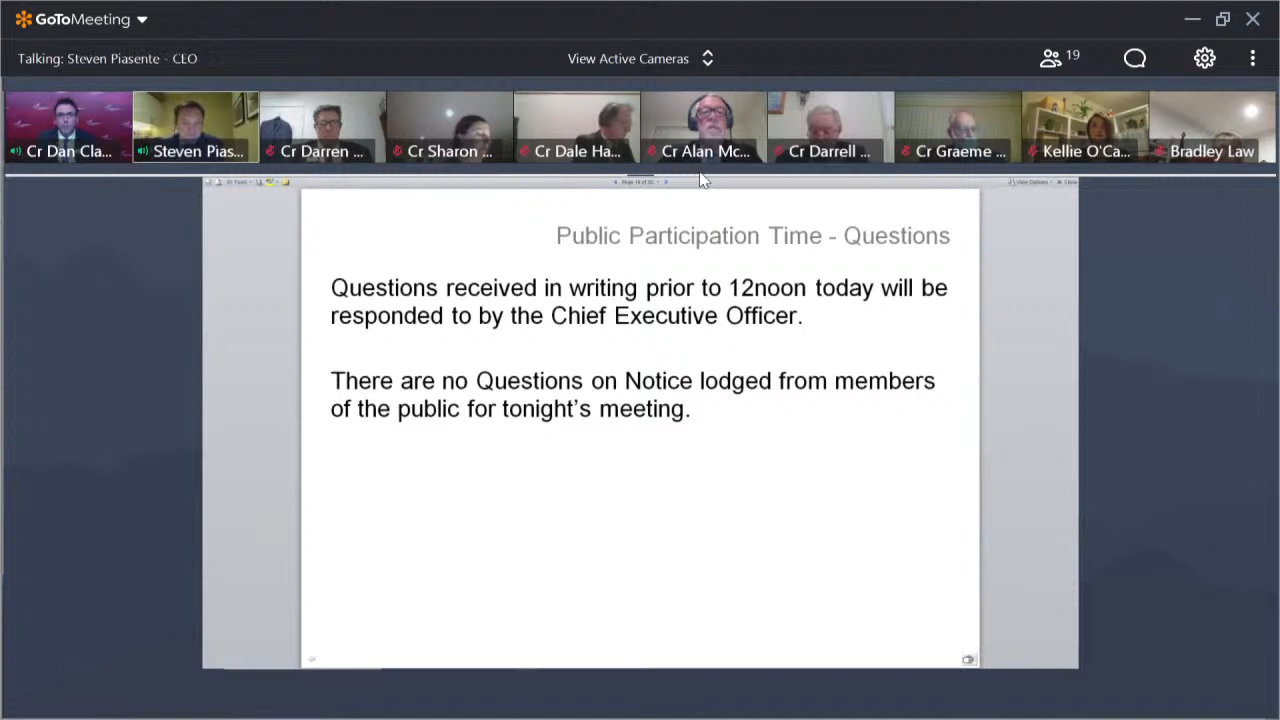 GoToMeeting
Talking: Steven Piasente - CEO
View Active Cameras
19
Cr Dan Cla...
Steven Pias...
Cr Darren ...
Cr Sharon ...
Cr Dale Ha...
Cr Alan Mc...
Cr Darrell ...
Cr Graeme ...
Kellie O'Ca...
Bradley Law
View Options
Close
Public Participation Time - Questions
Questions received in writing prior to 12noon today will be
responded to by the Chief Executive Officer.
There are no Questions on Notice lodged from members
of the public for tonight's meeting.